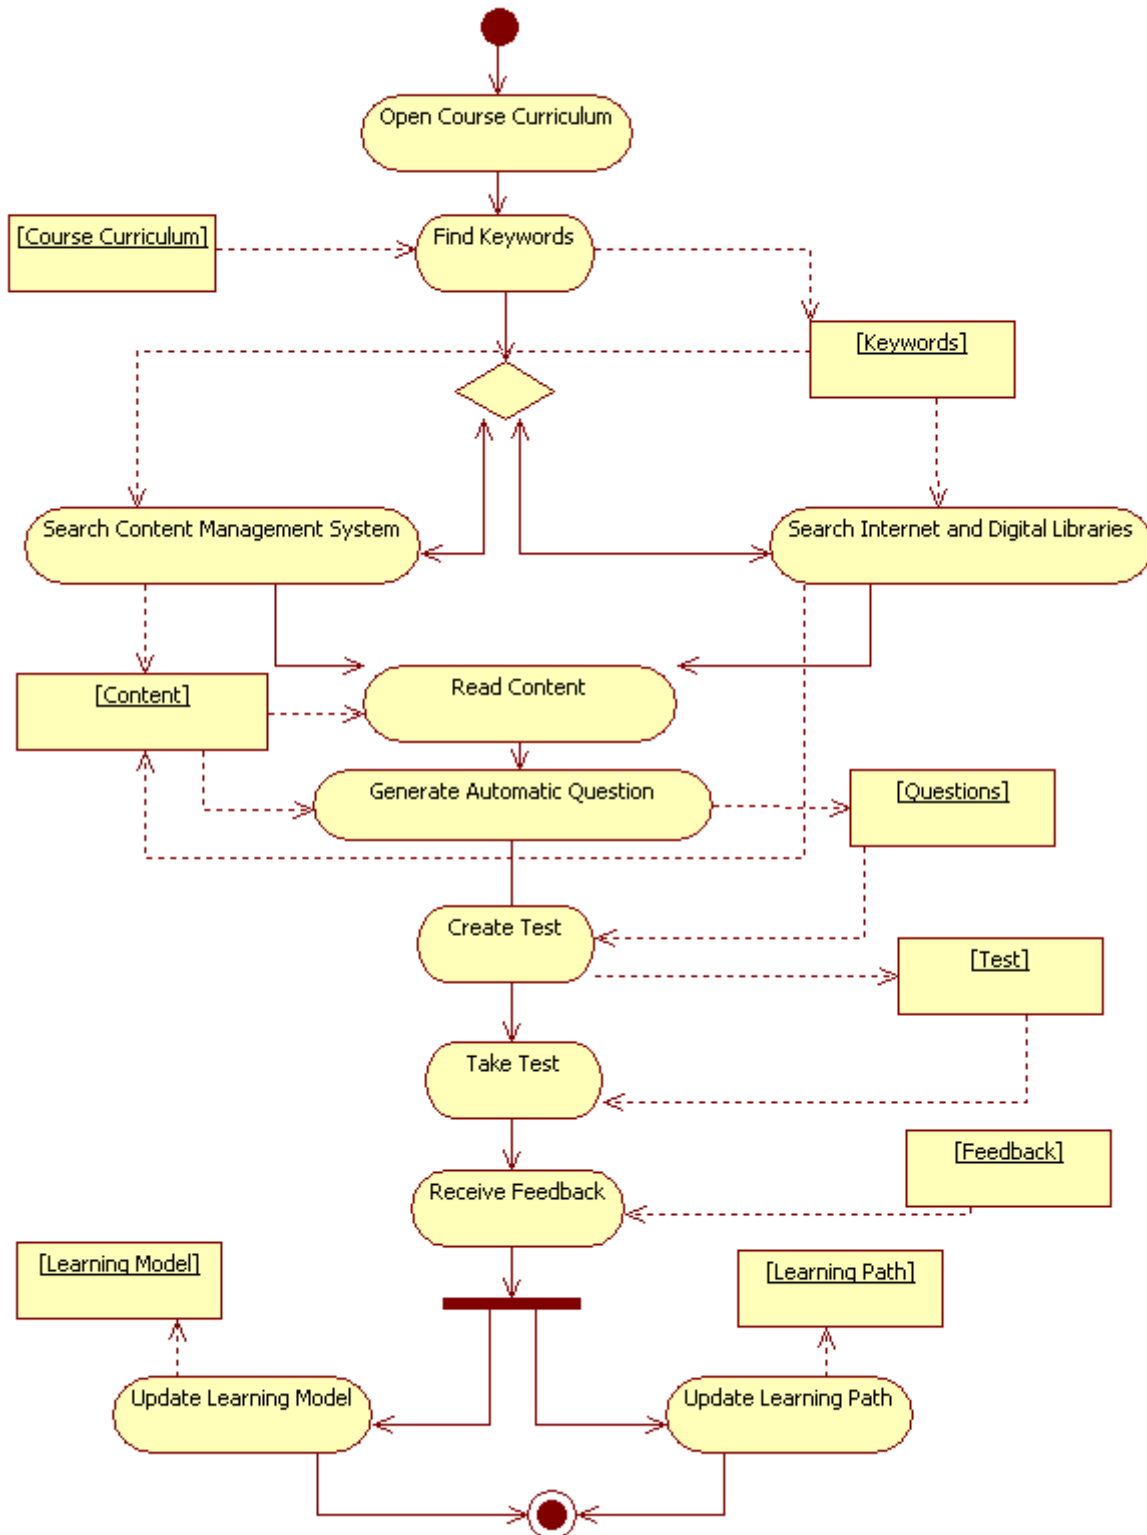 Open Course Curriculum
[Course Curriculum]
Find Keywords
[Keywords]
Search Content Management System
Search Internet and Digital Libraries
[Content]
Read Content
Generate Automatic Question
[Questions]
Create Test
[Test]
Take Test
[Feedback]
Receive Feedback
[Learning Model]
[Learning Path]
Update Learning Model
Update Learning Path